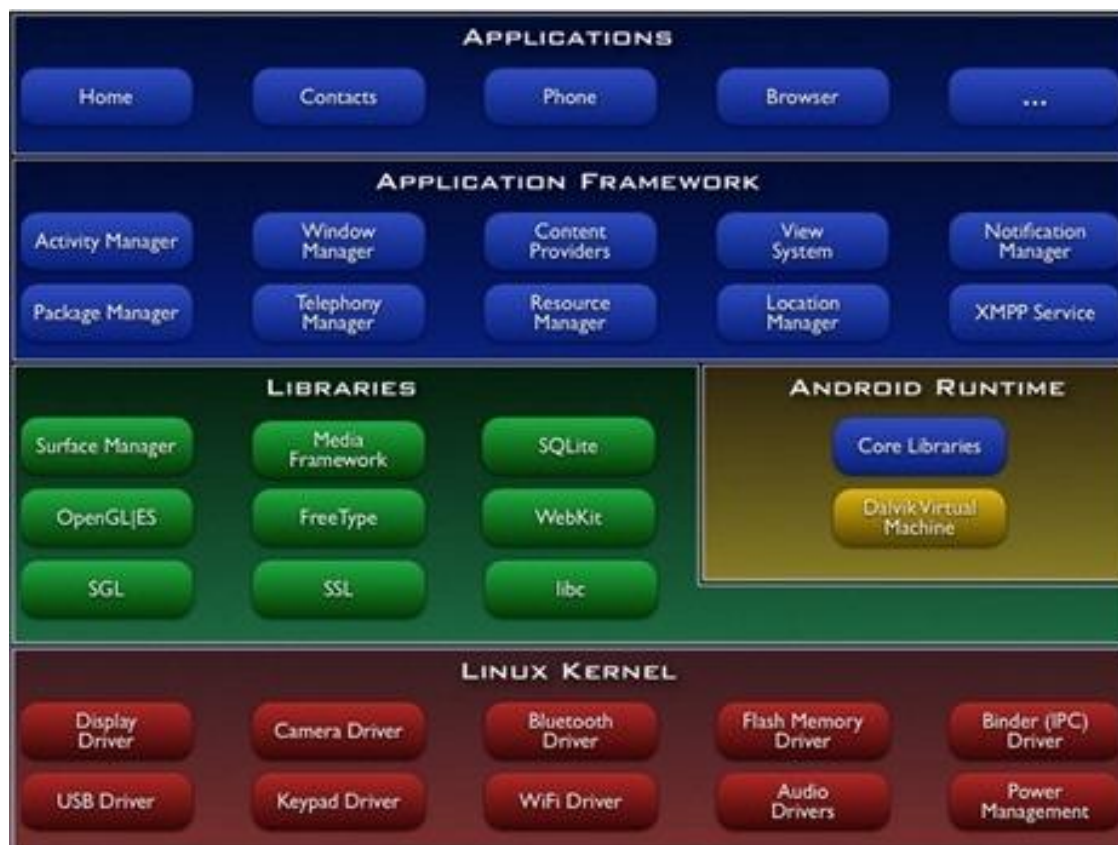 APPLICATIONS
Home
Contacts
Phone
Browser
...
APPLICATION FRAMEWORK
Activity Manager
Window
Manager
Content
Providers
View
System
Notification
Manager
Package Manager
Telephony
Manager
Resource
Manager
Location
Manager
XMPP Service
LIBRARIES
Surface Manager
Media
Framework
SQLite
OpenGL|ES
FreeType
WebKit
SGL
SSL
libc
ANDROID RUNTIME
Core Libraries
Dalvik Virtual
Machine
LINUX KERNEL
Display
Driver
Camera Driver
Bluetooth
Driver
Flash Memory
Driver
Binder (IPC)
Driver
USB Driver
Keypad Driver
WiFi Driver
Audio
Drivers
Power
Management